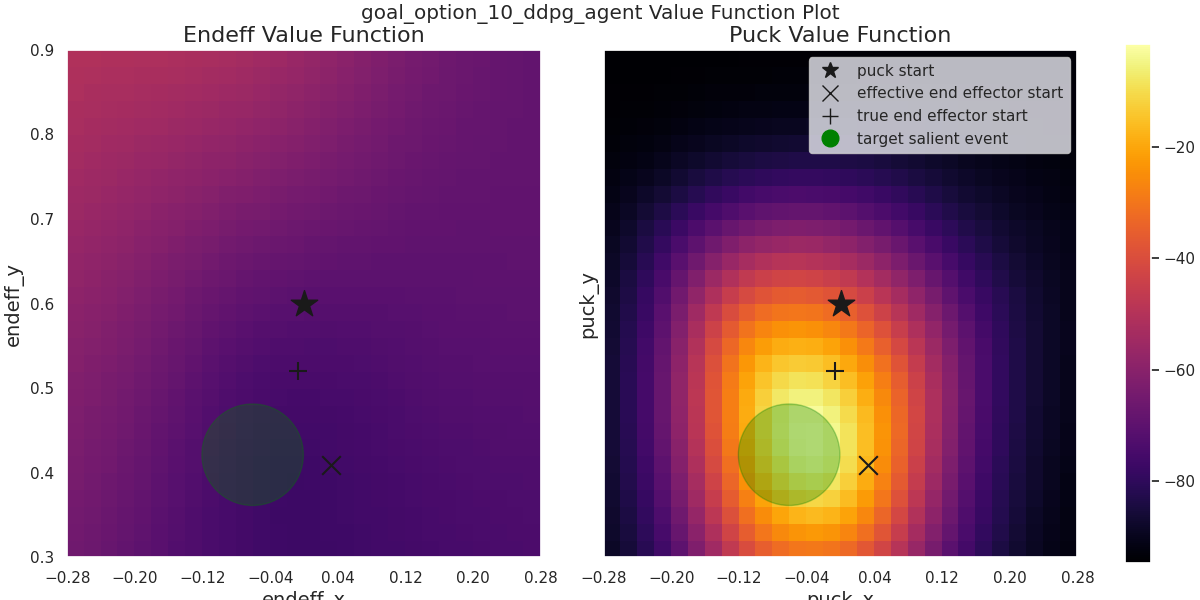 goal_option_10_ddpg_agent Value Function Plot
Endeff Value Function
Puck Value Function
puck start
effective end effector start
true end effector start
target salient event
0.9
0.8
0.7
0.6
0.5
0.4
0.3
endeff_y
puck_y
−20
−40
−60
−80
−0.28 −0.20 −0.12 −0.04 0.04 0.12 0.20 0.28
−0.28 −0.20 −0.12 −0.04 0.04 0.12 0.20 0.28
endeff_x
puck_x